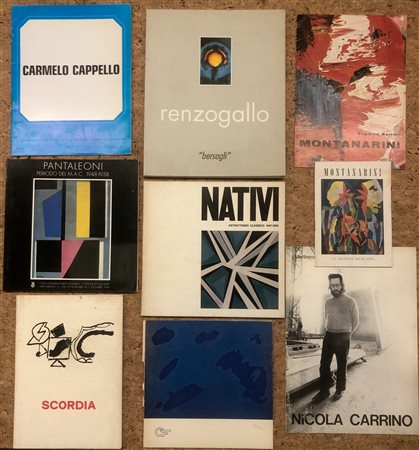 CARMELO CAPPELLO
renzogallo
"bersagli"
MONTANARINI
PANTALEONI
PERIODO DEL M.A.C. 1948-1958
NATIVI
ASTRATTISMO CLASSICO 1947-1950
MONTANARINI
SCORDIA
NiCOLA CARRINO